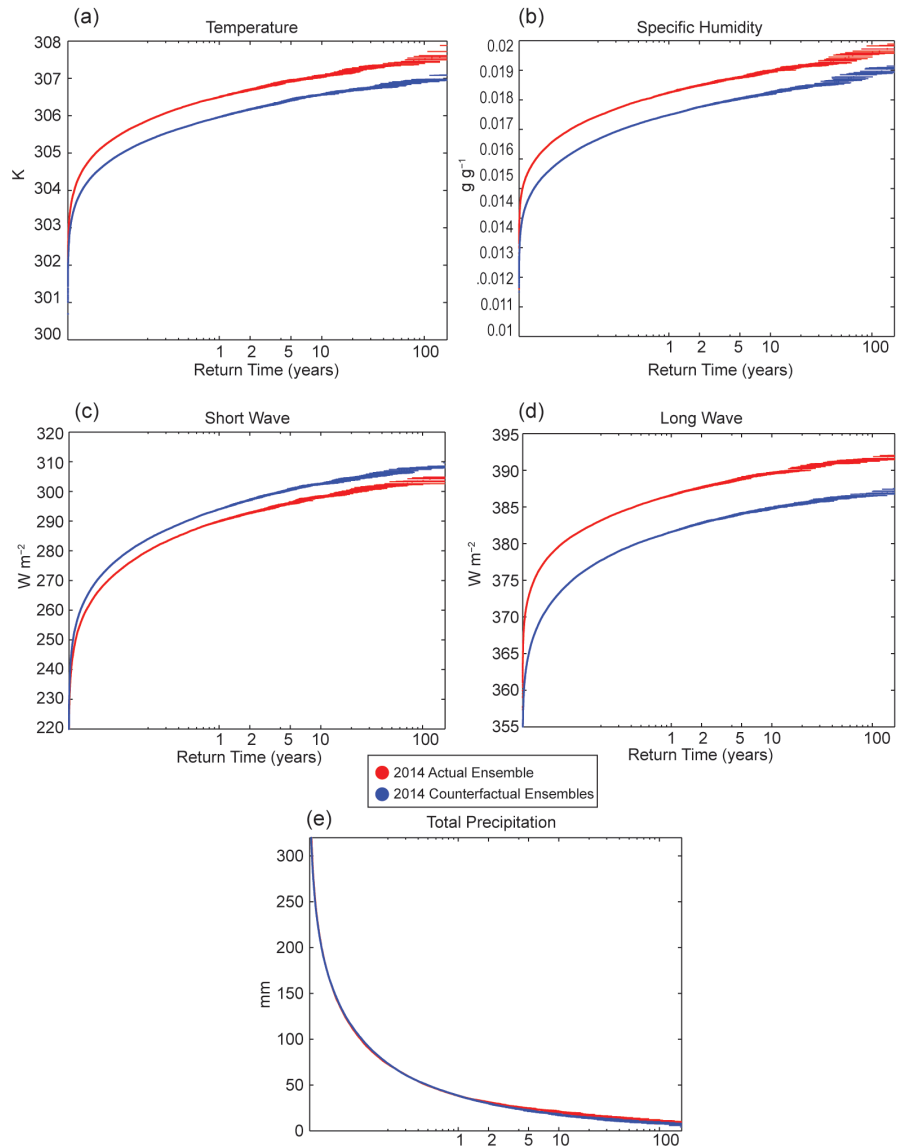 (a)
Temperature
308
307
306
305
304
303
302
301
300
K
1 2 5 10 100
Return Time (years)
(b)
Specific Humidity
0.02
0.019
0.018
0.017
0.016
0.015
0.014
0.013
.0.012
0.011
0.01
g g⁻¹
1 2 5 10 100
Return Time (years)
(c)
Short Wave
320
310
300
290
280
270
260
250
240
230
220
W m⁻²
1 2 5 10 100
Return Time (years)
(d)
Long Wave
395
390
385
380
375
370
365
360
355
W m⁻²
1 2 5 10 100
Return Time (years)
2014 Actual Ensemble
2014 Counterfactual Ensembles
(e)
Total Precipitation
300
250
200
150
100
50
0
mm
1 2 5 10 100